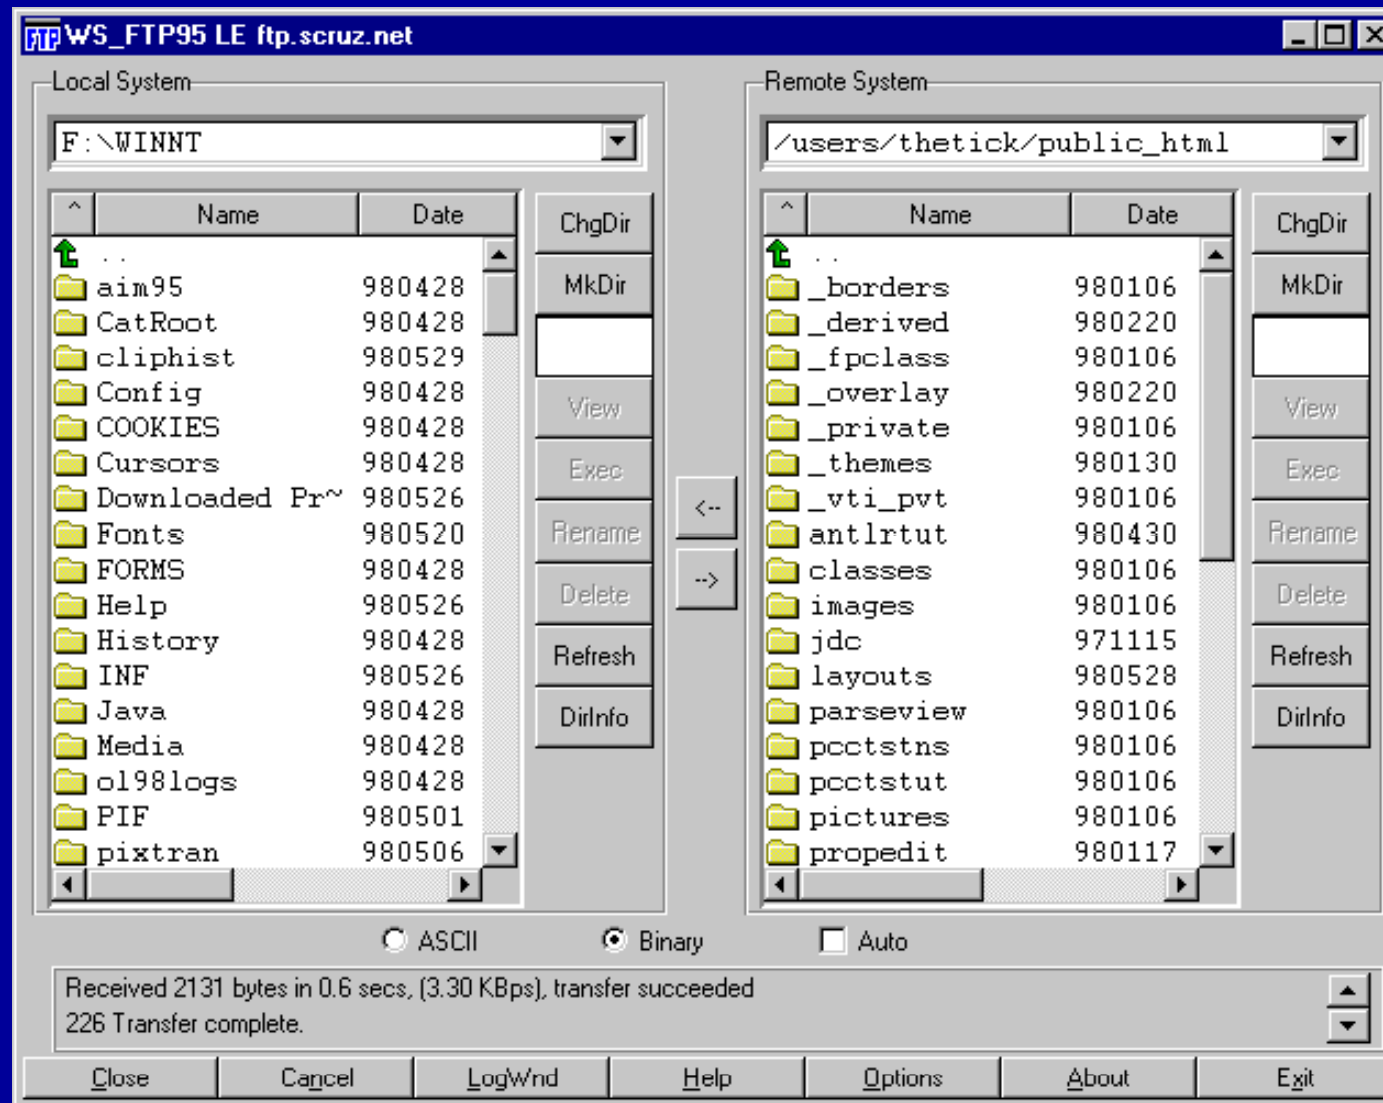 FTP WS_FTP95 LE ftp.scruz.net
Local System
F:\WINNT
^ Name Date
..
aim95 980428
CatRoot 980428
cliphist 980529
Config 980428
COOKIES 980428
Cursors 980428
Downloaded Pr~ 980526
Fonts 980520
FORMS 980428
Help 980526
History 980428
INF 980526
Java 980428
Media 980428
ol98logs 980428
PIF 980501
pixtran 980506
ChgDir
MkDir
View
Exec
Rename
Delete
Refresh
DirInfo
<--
-->
Remote System
/users/thetick/public_html
^ Name Date
..
_borders 980106
_derived 980220
_fpclass 980106
_overlay 980220
_private 980106
_themes 980130
_vti_pvt 980106
antlrtut 980430
classes 980106
images 980106
jdc 971115
layouts 980528
parseview 980106
pcctstns 980106
pcctstut 980106
pictures 980106
propedit 980117
ChgDir
MkDir
View
Exec
Rename
Delete
Refresh
DirInfo
ASCII Binary Auto
Received 2131 bytes in 0.6 secs, (3.30 KBps), transfer succeeded
226 Transfer complete.
Close Cancel LogWnd Help Options About Exit